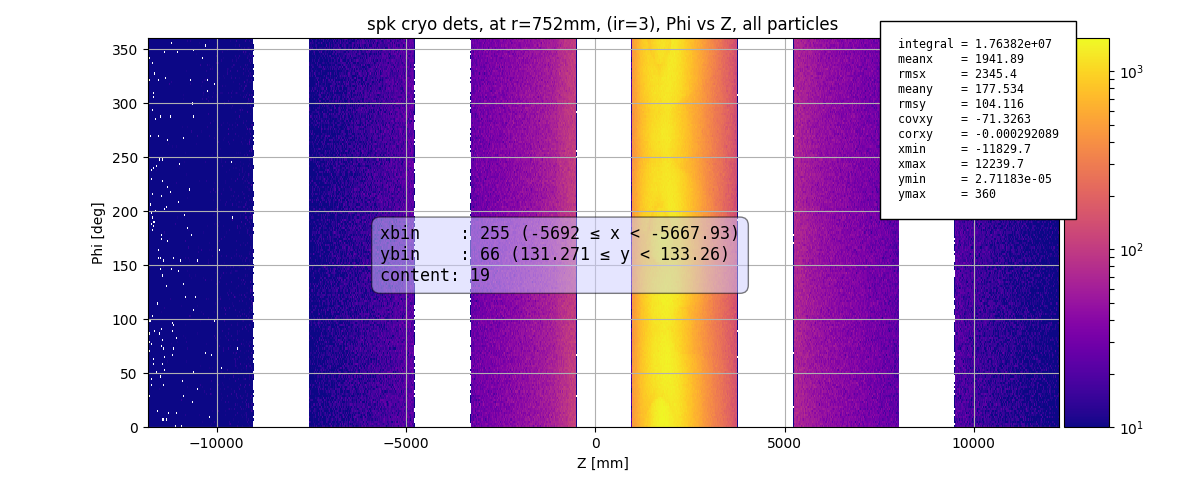 spk cryo dets, at r=752mm, (ir=3), Phi vs Z, all particles
integral = 1.76382e+07
meanx = 1941.89
rmsx = 2345.4
meany = 177.534
rmsy = 104.116
covxy = -71.3263
corxy = -0.000292089
xmin = -11829.7
xmax = 12239.7
ymin = 2.71183e-05
ymax = 360
xbin : 255 (-5692 ≤ x < -5667.93)
ybin : 66 (131.271 ≤ y < 133.26)
content: 19
Phi [deg]
350
300
250
200
150
100
50
0
−10000 −5000 0 5000 10000
Z [mm]
10³
10²
10¹